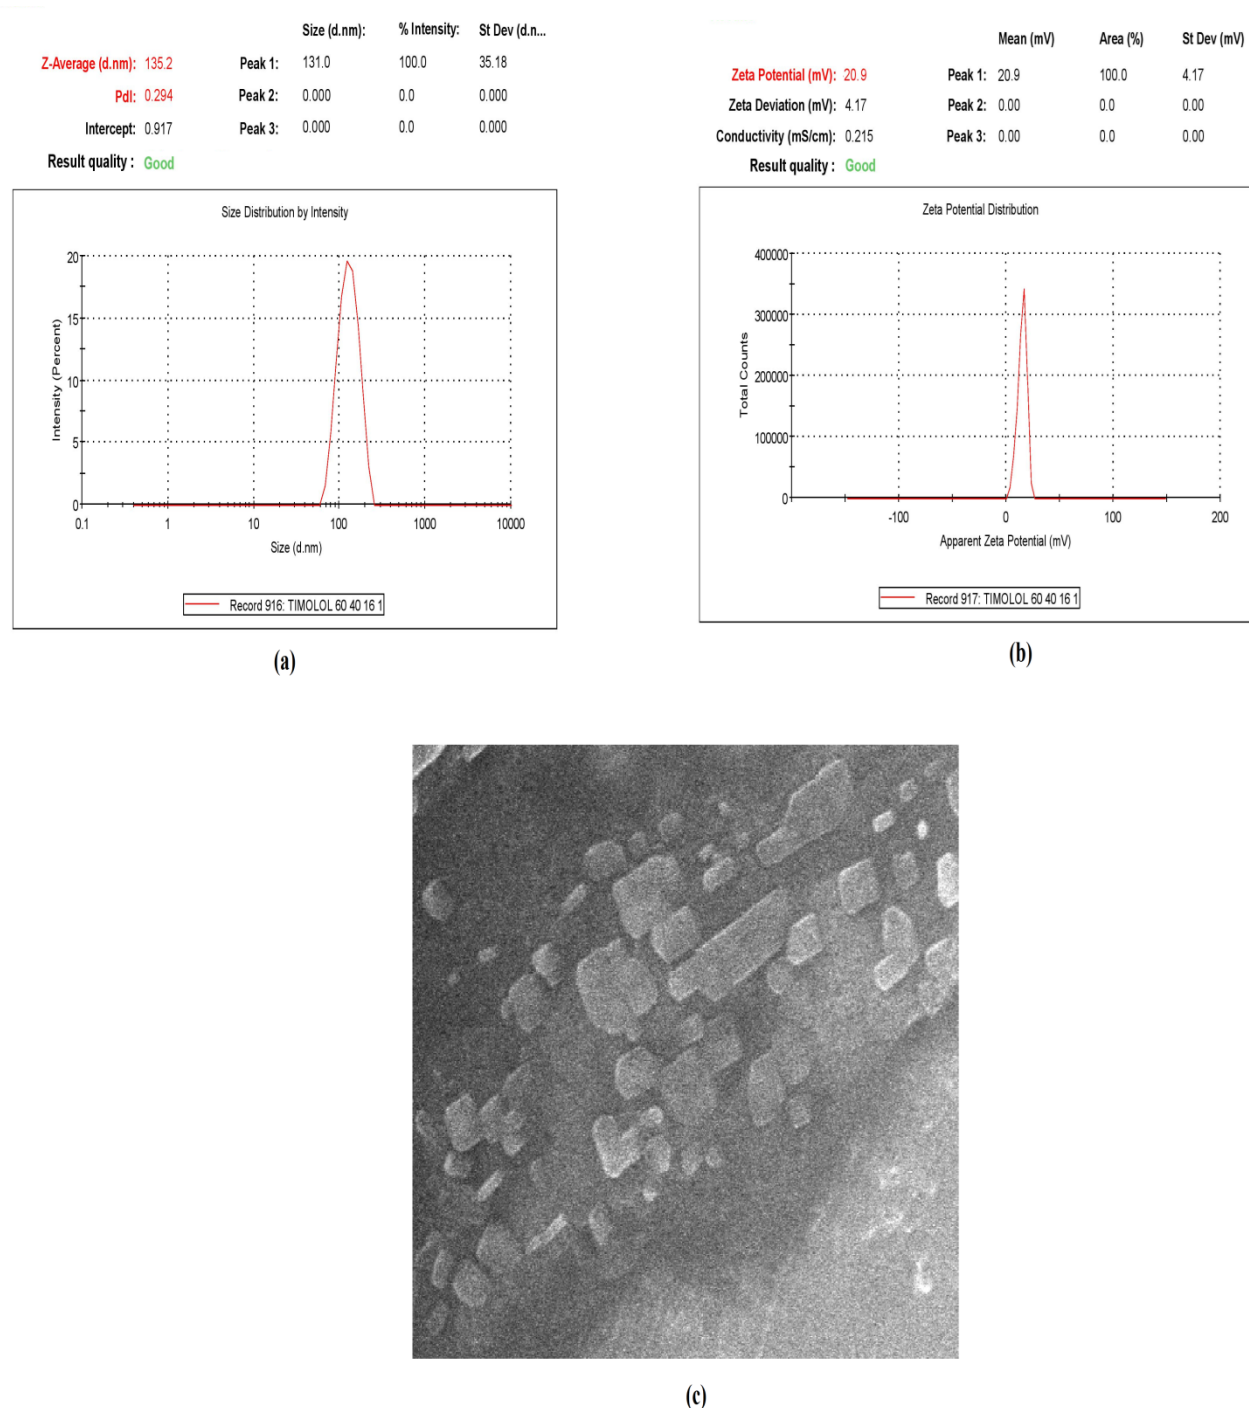 Size (d.nm): % Intensity: St Dev (d.n...
Z-Average (d.nm): 135.2 Peak 1: 131.0 100.0 35.18
PdI: 0.294 Peak 2: 0.000 0.0 0.000
Intercept: 0.917 Peak 3: 0.000 0.0 0.000
Result quality : Good
Size Distribution by Intensity
20
15
10
5
0
Intensity (Percent)
0.1 1 10 100 1000 10000
Size (d.nm)
Record 916: TIMOLOL 60 40 16 1
(a)
Mean (mV) Area (%) St Dev (mV)
Zeta Potential (mV): 20.9 Peak 1: 20.9 100.0 4.17
Zeta Deviation (mV): 4.17 Peak 2: 0.00 0.0 0.00
Conductivity (mS/cm): 0.215 Peak 3: 0.00 0.0 0.00
Result quality : Good
Zeta Potential Distribution
400000
300000
200000
100000
0
Total Counts
-100 0 100 200
Apparent Zeta Potential (mV)
Record 917: TIMOLOL 60 40 16 1
(b)
(c)